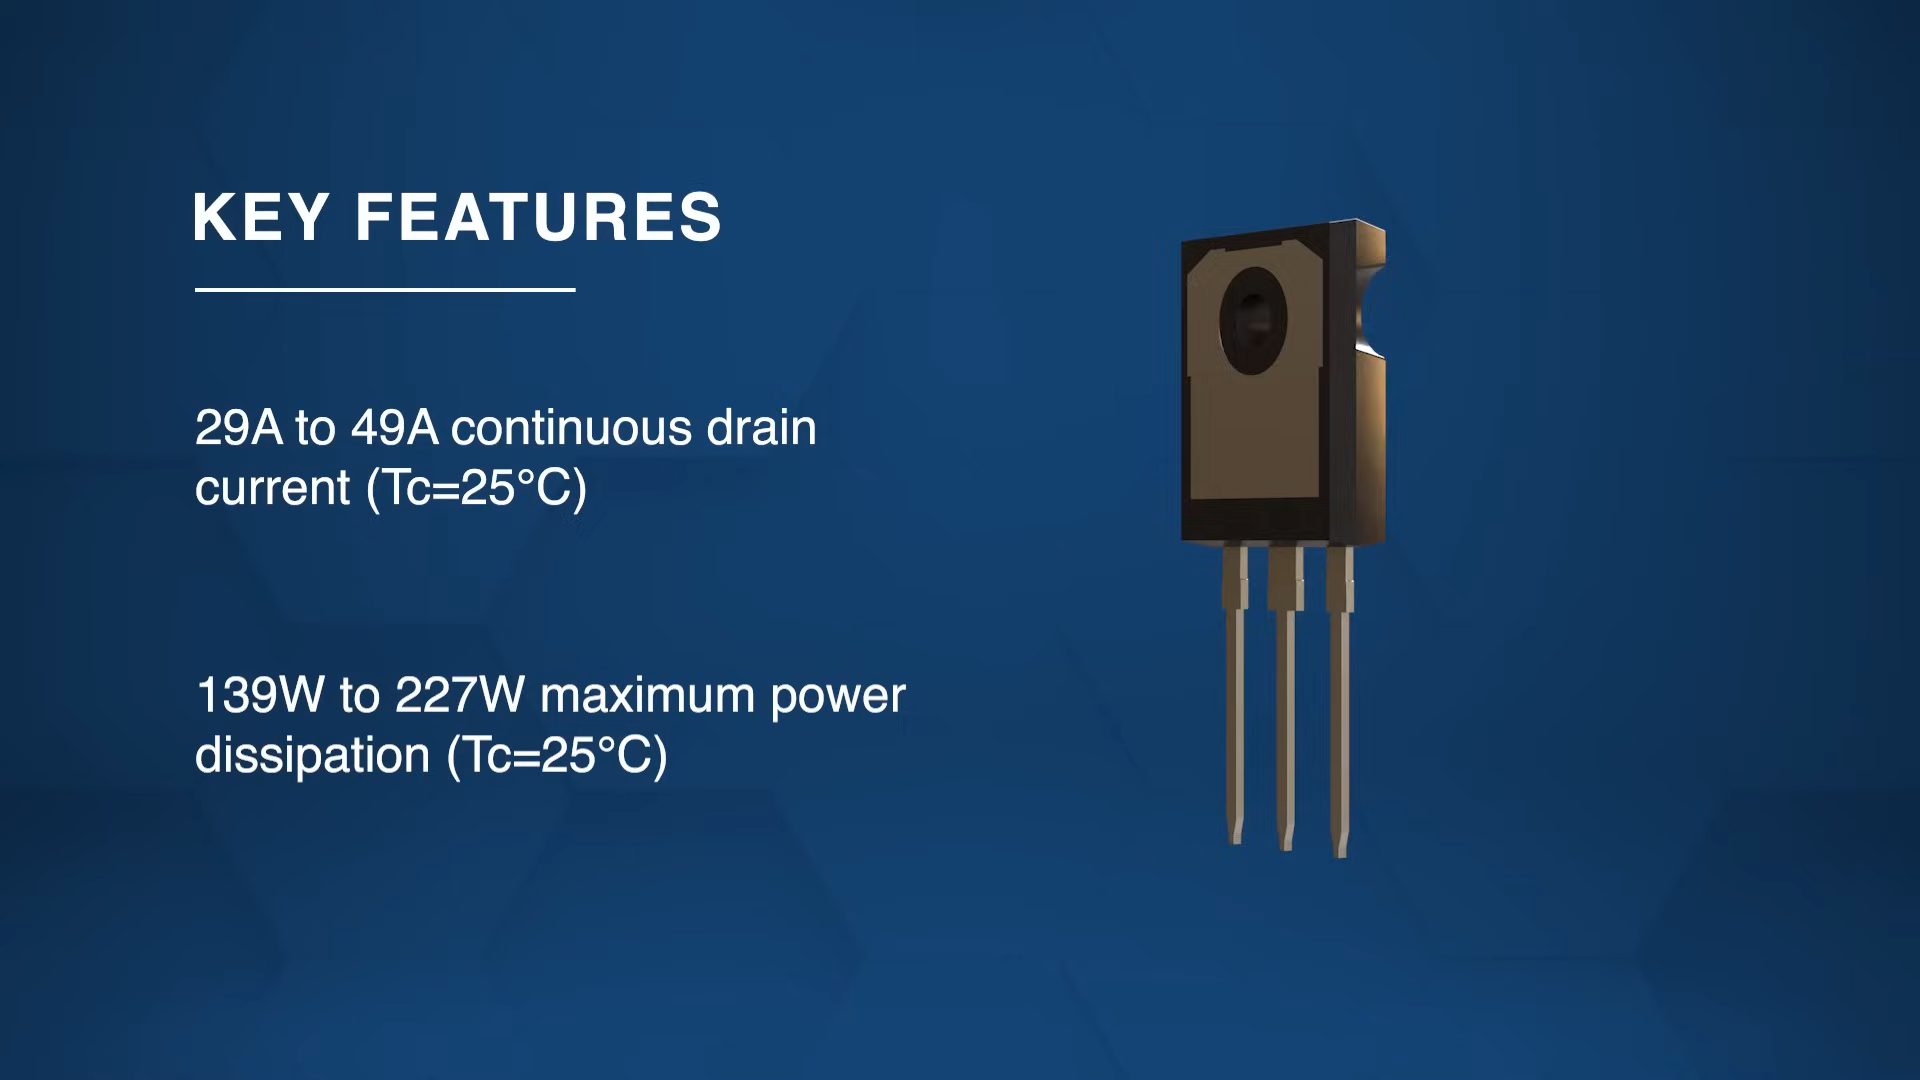 KEY FEATURES
29A to 49A continuous drain
current (Tc=25°C)
139W to 227W maximum power
dissipation (Tc=25°C)